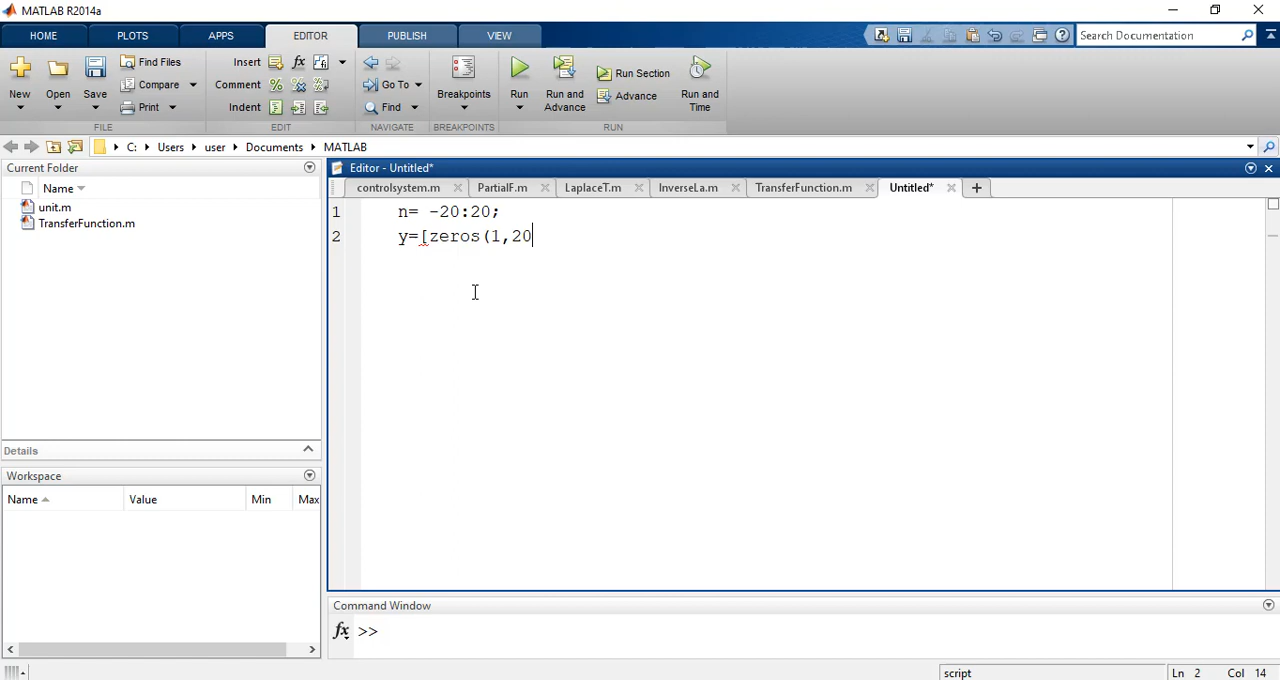 MATLAB R2014a
HOME PLOTS APPS EDITOR PUBLISH VIEW Search Documentation
New Open Save Find Files Compare Print
Insert fx Comment Indent
Go To Find
Breakpoints Run Run and Advance Run Section Advance Run and Time
FILE EDIT NAVIGATE BREAKPOINTS RUN
C: Users user Documents MATLAB
Current Folder
Name
unit.m
TransferFunction.m
Details
Workspace
Name Value Min Max
Editor - Untitled*
controlsystem.m PartialF.m LaplaceT.m InverseLa.m TransferFunction.m Untitled*
1 n= -20:20;
2 y=[zeros(1,20
Command Window
fx >>
script Ln 2 Col 14